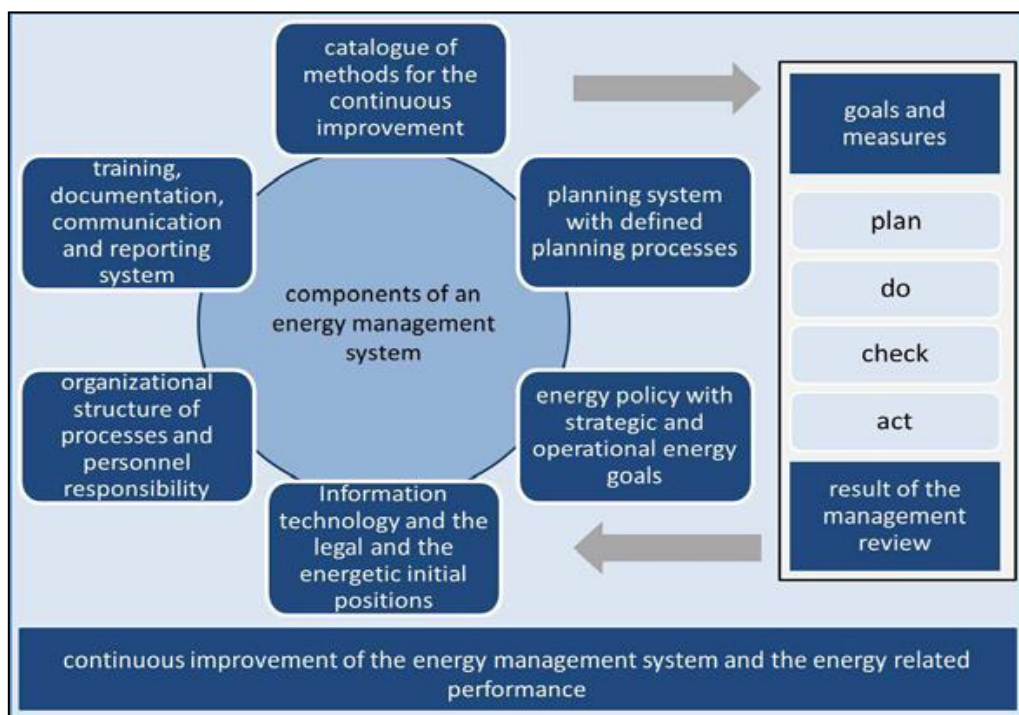 catalogue of
methods for the
continuous
improvement
training,
documentation,
communication
and reporting
system
planning system
with defined
planning processes
components of an
energy management
system
organizational
structure of
processes and
personnel
responsibility
energy policy with
strategic and
operational energy
goals
Information
technology and the
legal and the
energetic initial
positions
goals and
measures
plan
do
check
act
result of the
management
review
continuous improvement of the energy management system and the energy related
performance